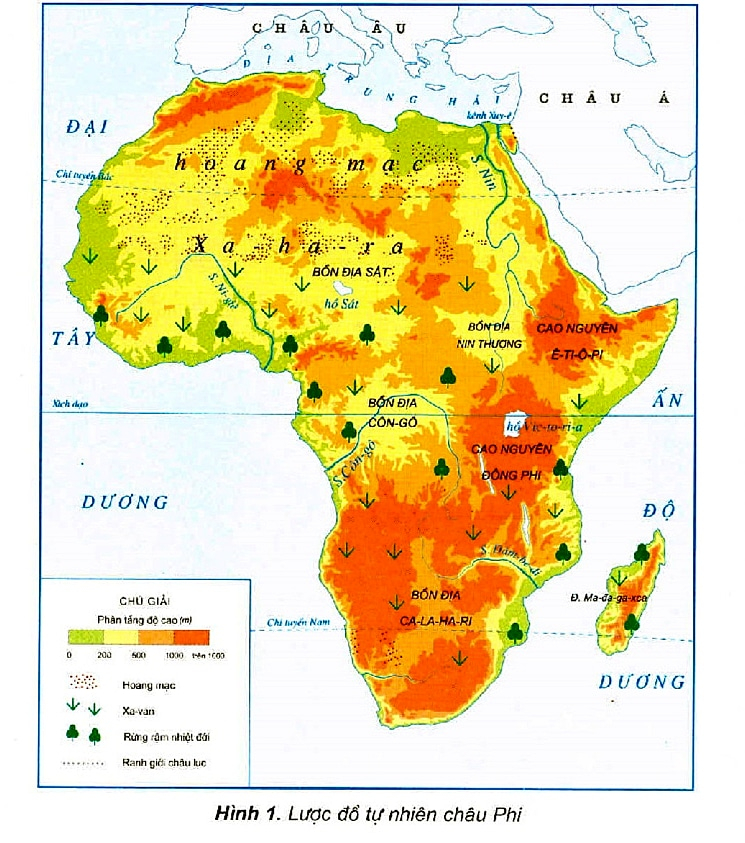 CHÂU ÂU
ĐỊA TRUNG HẢI
CHÂU Á
kênh Xuy-ê
ĐẠI
TÂY
DƯƠNG
Chí tuyến Bắc
hoang mạc
Xa-ha-ra
S. Nin
BỒN ĐỊA SÁT
hồ Sát
S. Ni-giê
BỒN ĐỊA
NIN THƯỢNG
CAO NGUYÊN
Ê-TI-Ô-PI
Xích đạo
BỒN ĐỊA
CÔN-GÔ
S. Côn-gô
hồ Vic-to-ri-a
CAO NGUYÊN
ĐÔNG PHI
ẤN
ĐỘ
DƯƠNG
S. Dăm-be-di
Đ. Ma-đa-ga-xca
BỒN ĐỊA
CA-LA-HA-RI
Chí tuyến Nam
CHÚ GIẢI
Phân tầng độ cao (m)
0 200 500 1000 trên 1000
Hoang mạc
Xa-van
Rừng rậm nhiệt đới
Ranh giới châu lục
Hình 1. Lược đồ tự nhiên châu Phi